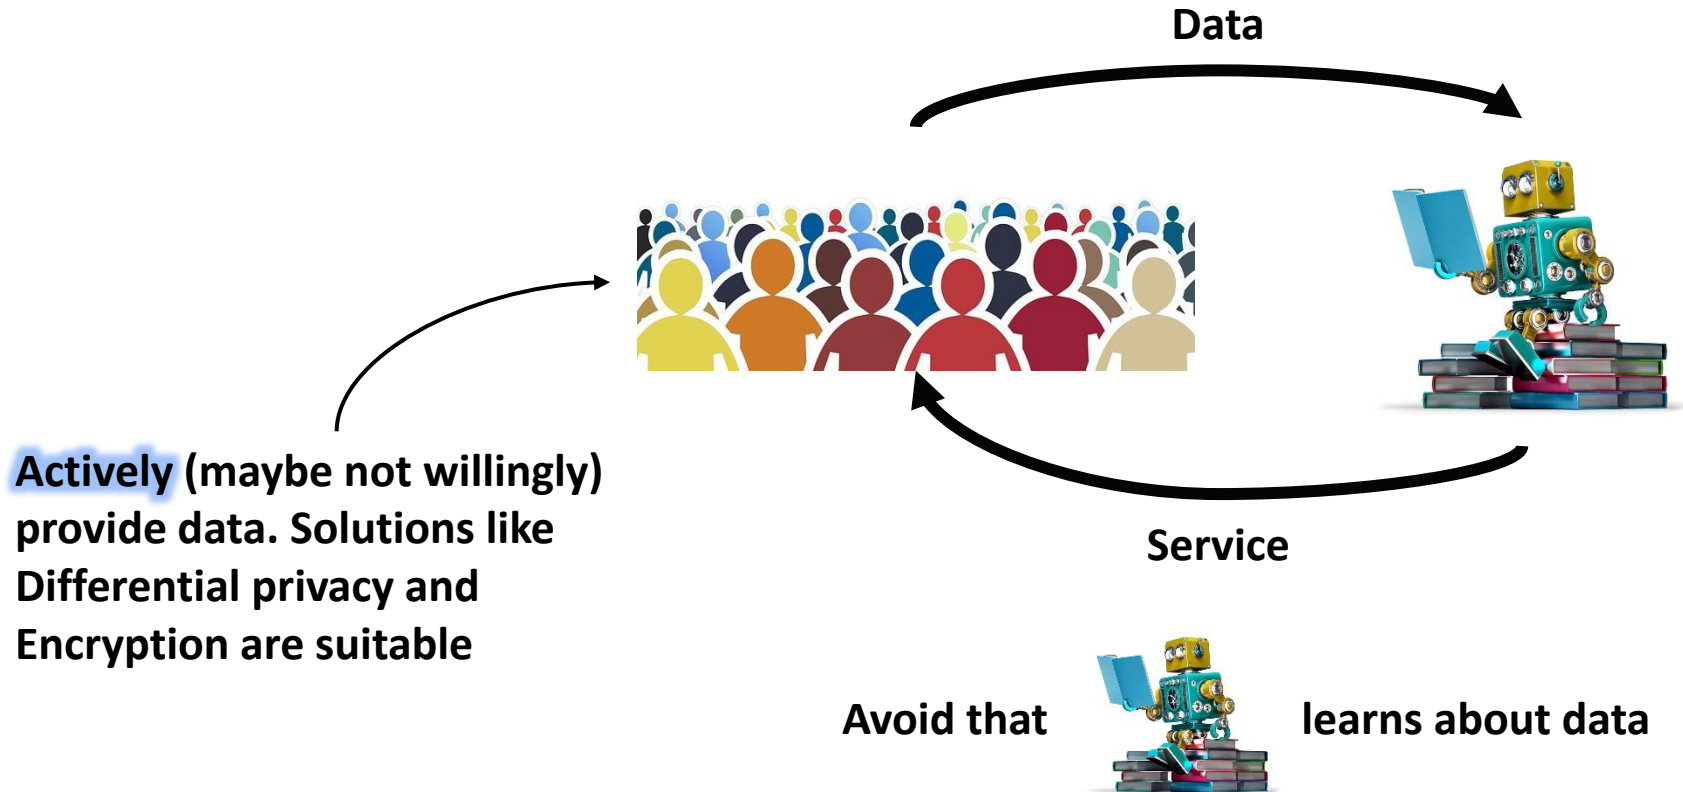 Data
Actively (maybe not willingly)
provide data. Solutions like
Differential privacy and
Encryption are suitable
Service
Avoid that learns about data